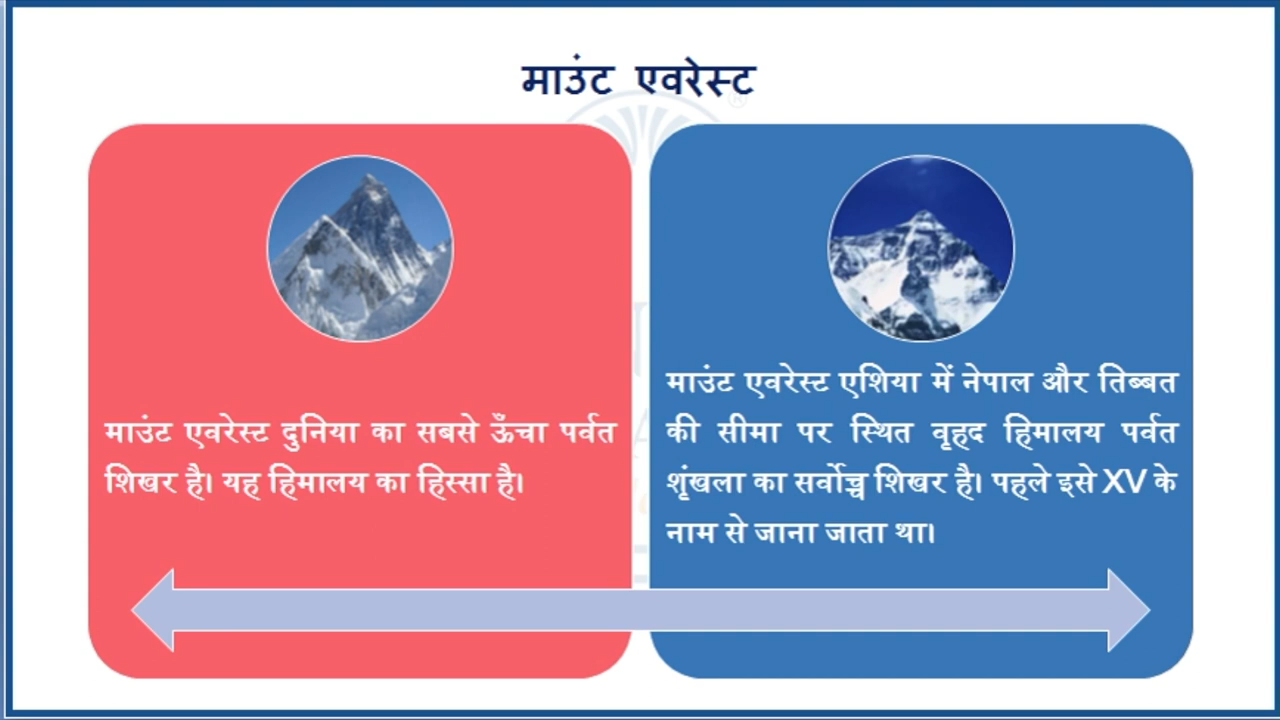 माउंट एवरेस्ट
माउंट एवरेस्ट दुनिया का सबसे ऊँचा पर्वत
शिखर है। यह हिमालय का हिस्सा है।
माउंट एवरेस्ट एशिया में नेपाल और तिब्बत
की सीमा पर स्थित वृहद हिमालय पर्वत
शृंखला का सर्वोच्च शिखर है। पहले इसे XV के
नाम से जाना जाता था।